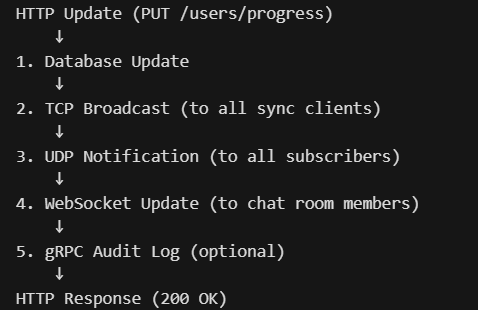 HTTP Update (PUT /users/progress)
↓
1. Database Update
↓
2. TCP Broadcast (to all sync clients)
↓
3. UDP Notification (to all subscribers)
↓
4. WebSocket Update (to chat room members)
↓
5. gRPC Audit Log (optional)
↓
HTTP Response (200 OK)